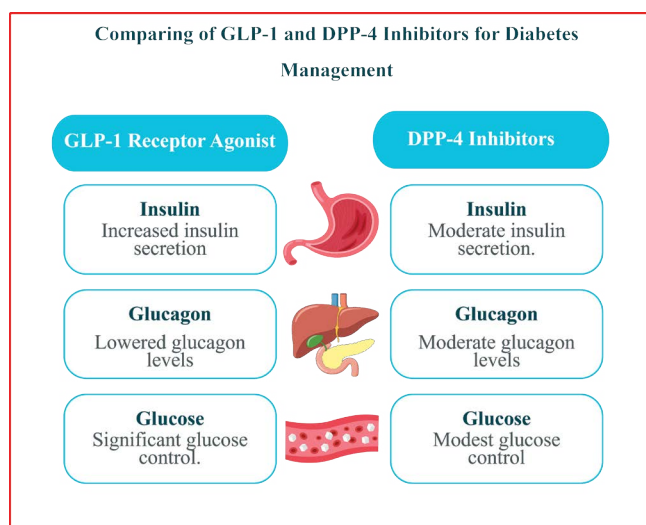 Comparing of GLP-1 and DPP-4 Inhibitors for Diabetes
Management
GLP-1 Receptor Agonist
DPP-4 Inhibitors
Insulin
Increased insulin
secretion
Insulin
Moderate insulin
secretion.
Glucagon
Lowered glucagon
levels
Glucagon
Moderate glucagon
levels
Glucose
Significant glucose
control.
Glucose
Modest glucose
control